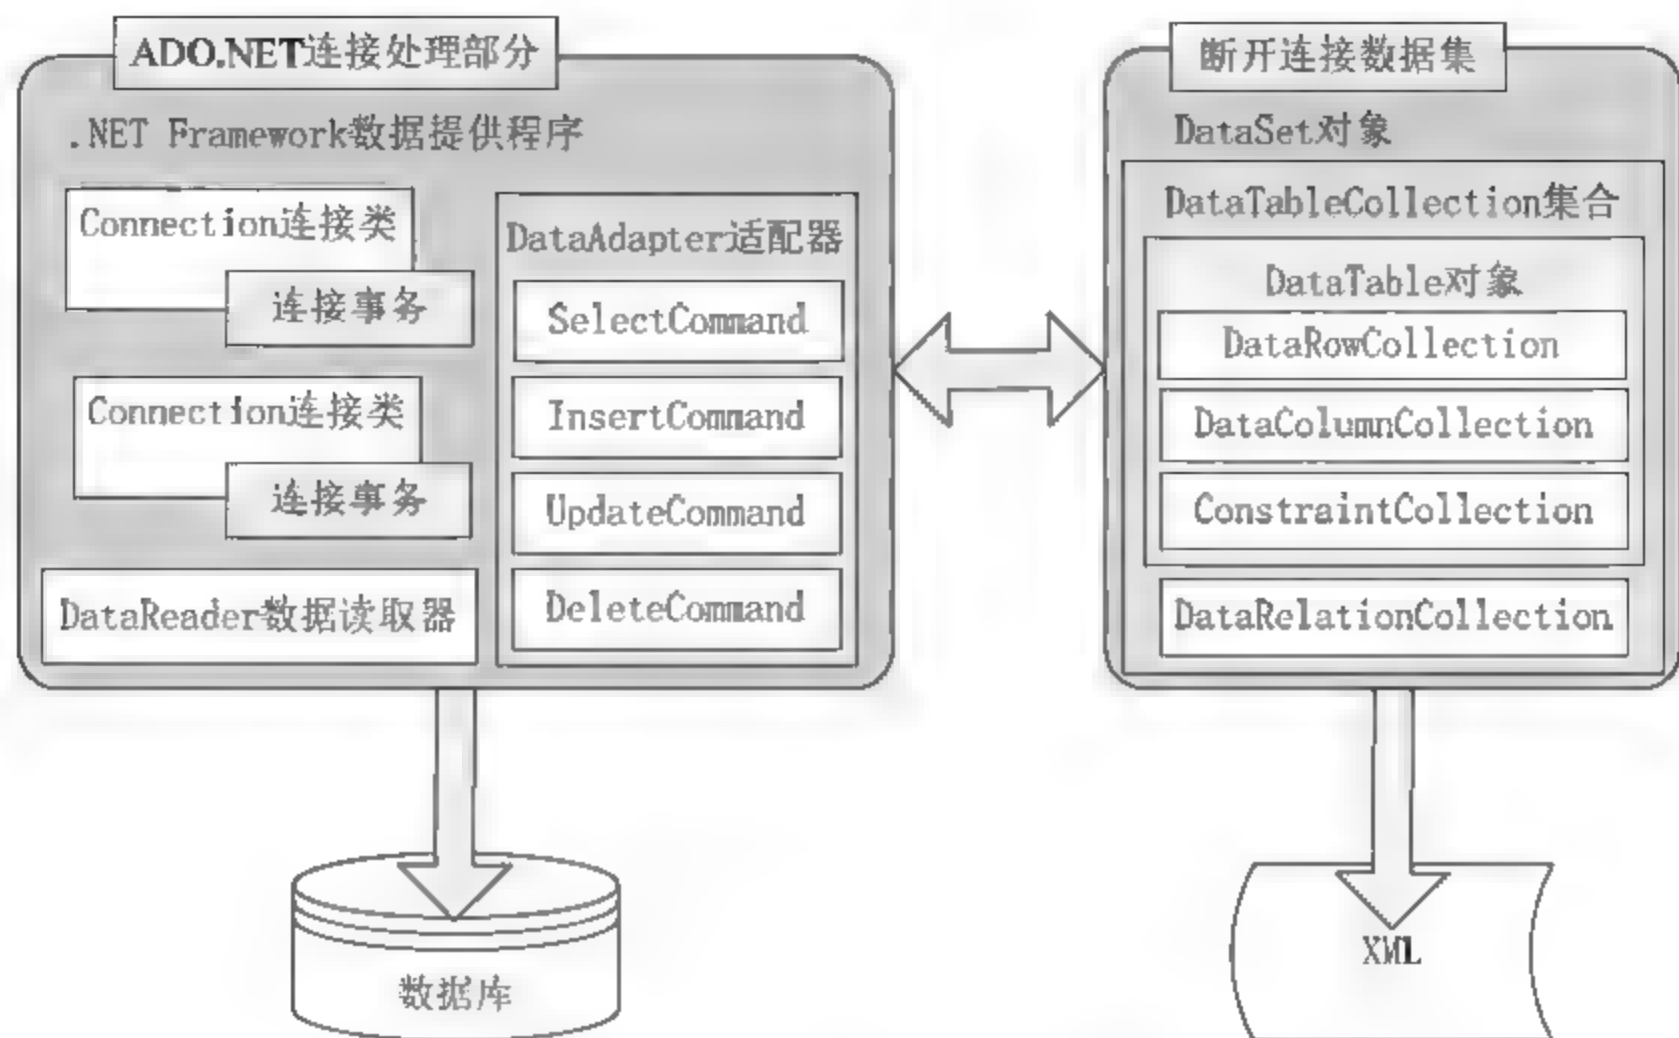 ADO.NET连接处理部分
.NET Framework数据提供程序
Connection连接类
连接事务
Connection连接类
连接事务
DataReader数据读取器
DataAdapter适配器
SelectCommand
InsertCommand
UpdateCommand
DeleteCommand
断开连接数据集
DataSet对象
DataTableCollection集合
DataTable对象
DataRowCollection
DataColumnCollection
ConstraintCollection
DataRelationCollection
数据库
XML